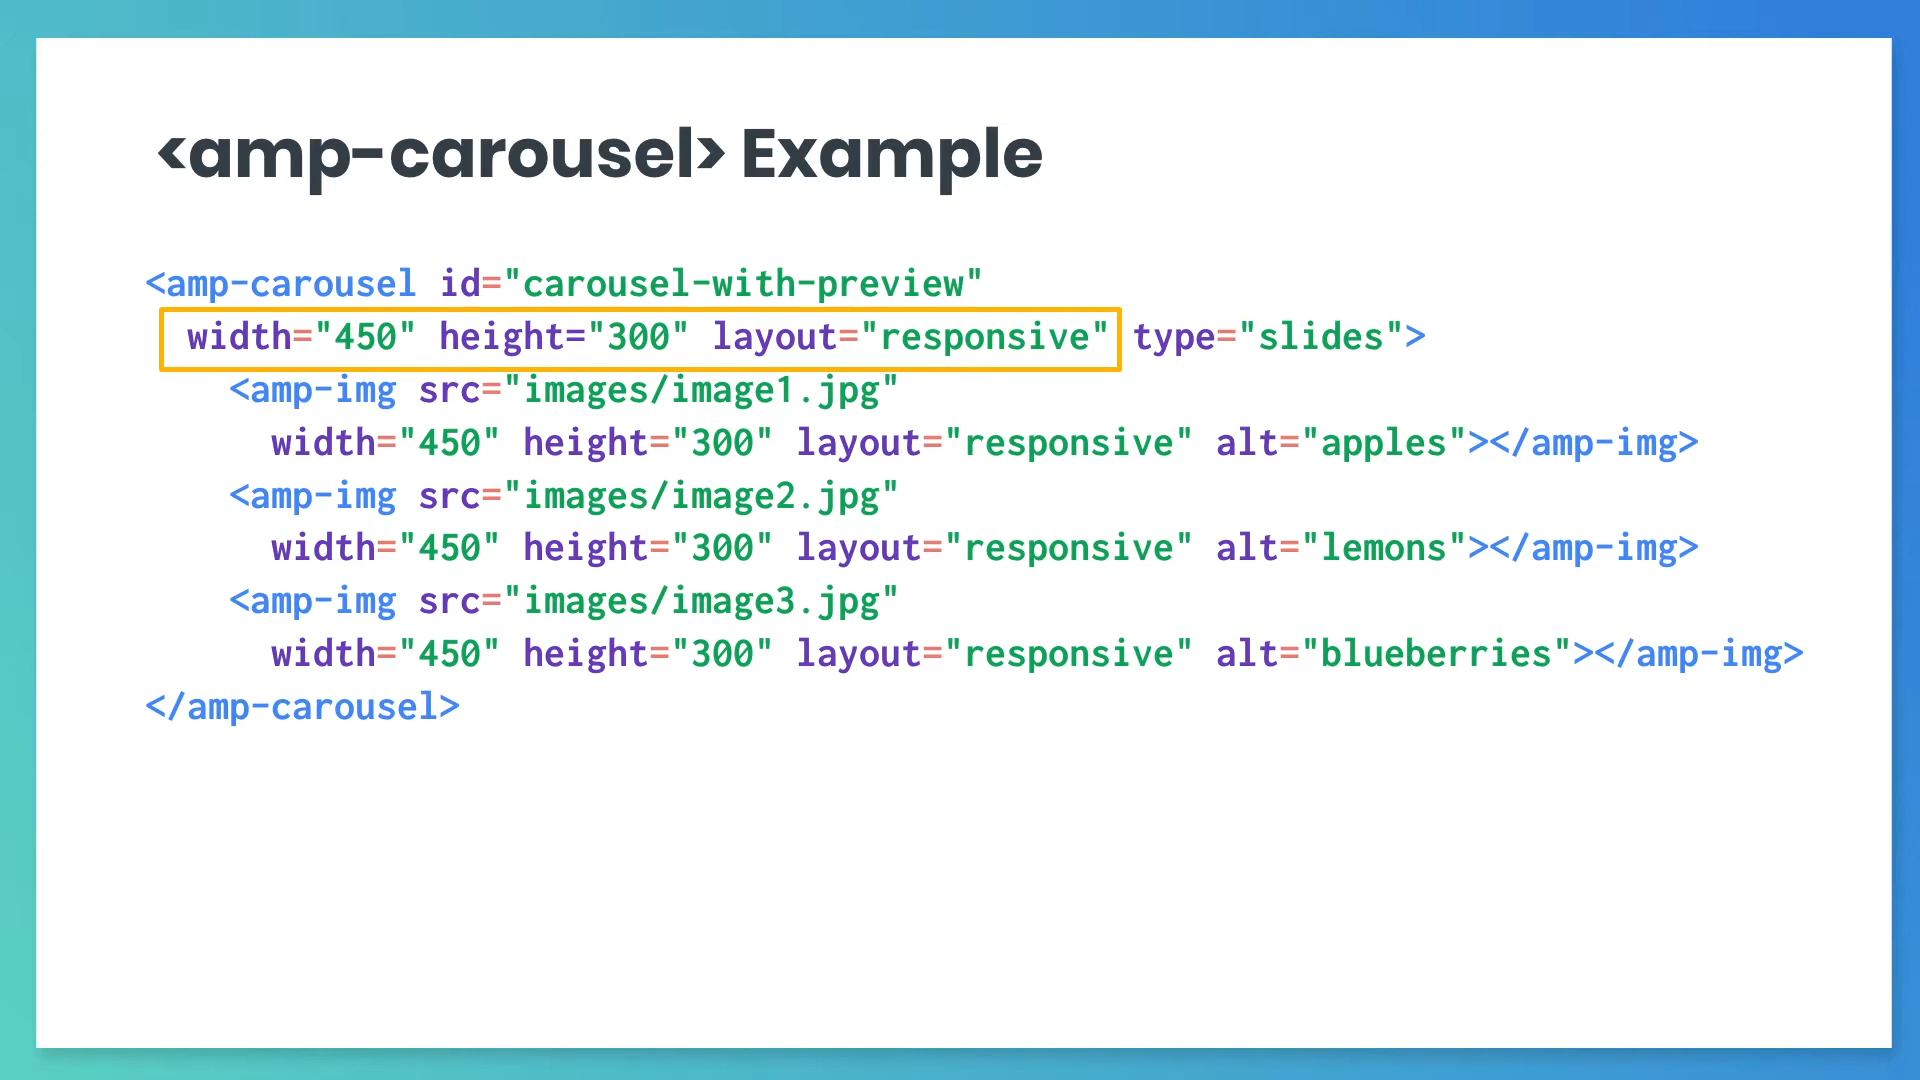 <amp-carousel> Example
<amp-carousel id="carousel-with-preview"
width="450" height="300" layout="responsive" type="slides">
<amp-img src="images/image1.jpg"
width="450" height="300" layout="responsive" alt="apples"></amp-img>
<amp-img src="images/image2.jpg"
width="450" height="300" layout="responsive" alt="lemons"></amp-img>
<amp-img src="images/image3.jpg"
width="450" height="300" layout="responsive" alt="blueberries"></amp-img>
</amp-carousel>